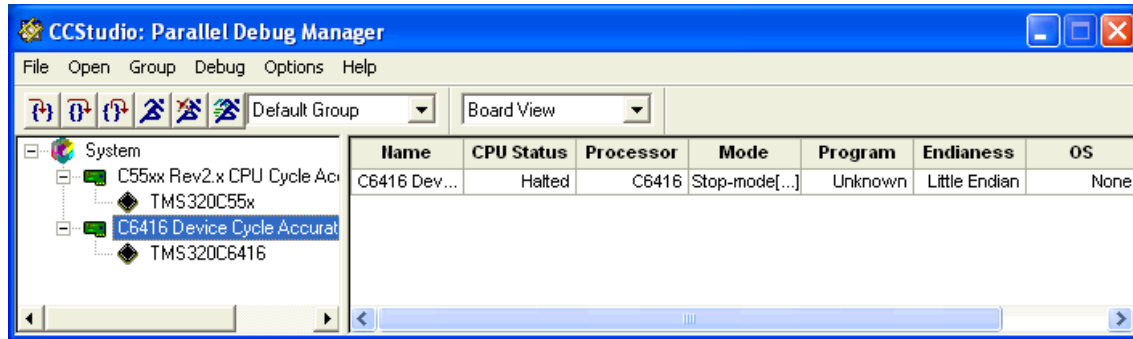 CCStudio: Parallel Debug Manager
File Open Group Debug Options Help
Default Group Board View
System
C55xx Rev2.x CPU Cycle Ac
TMS320C55x
C6416 Device Cycle Accurat
TMS320C6416
Name CPU Status Processor Mode Program Endianess OS
C6416 Dev... Halted C6416 Stop-mode[...] Unknown Little Endian None